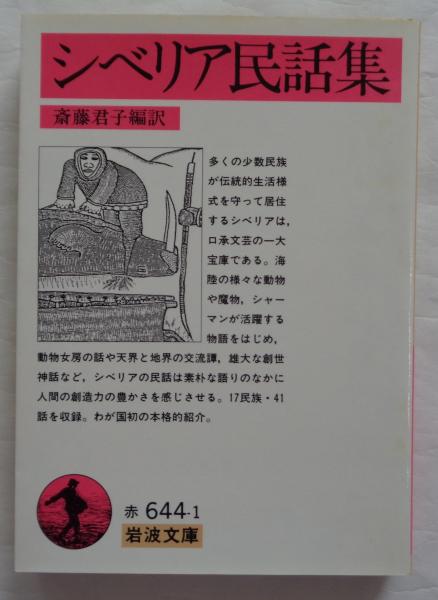 シベリア民話集
斎藤君子編訳
多くの少数民族
が伝統的生活様
式を守って居住
するシベリアは，
口承文芸の一大
宝庫である。海
陸の様々な動物
や魔物，シャー
マンが活躍する
物語をはじめ，
動物女房の話や天界と地界の交流譚，雄大な創世
神話など，シベリアの民話は素朴な語りのなかに
人間の創造力の豊かさを感じさせる。17民族・41
話を収録。わが国初の本格的紹介。
赤 644-1
岩波文庫